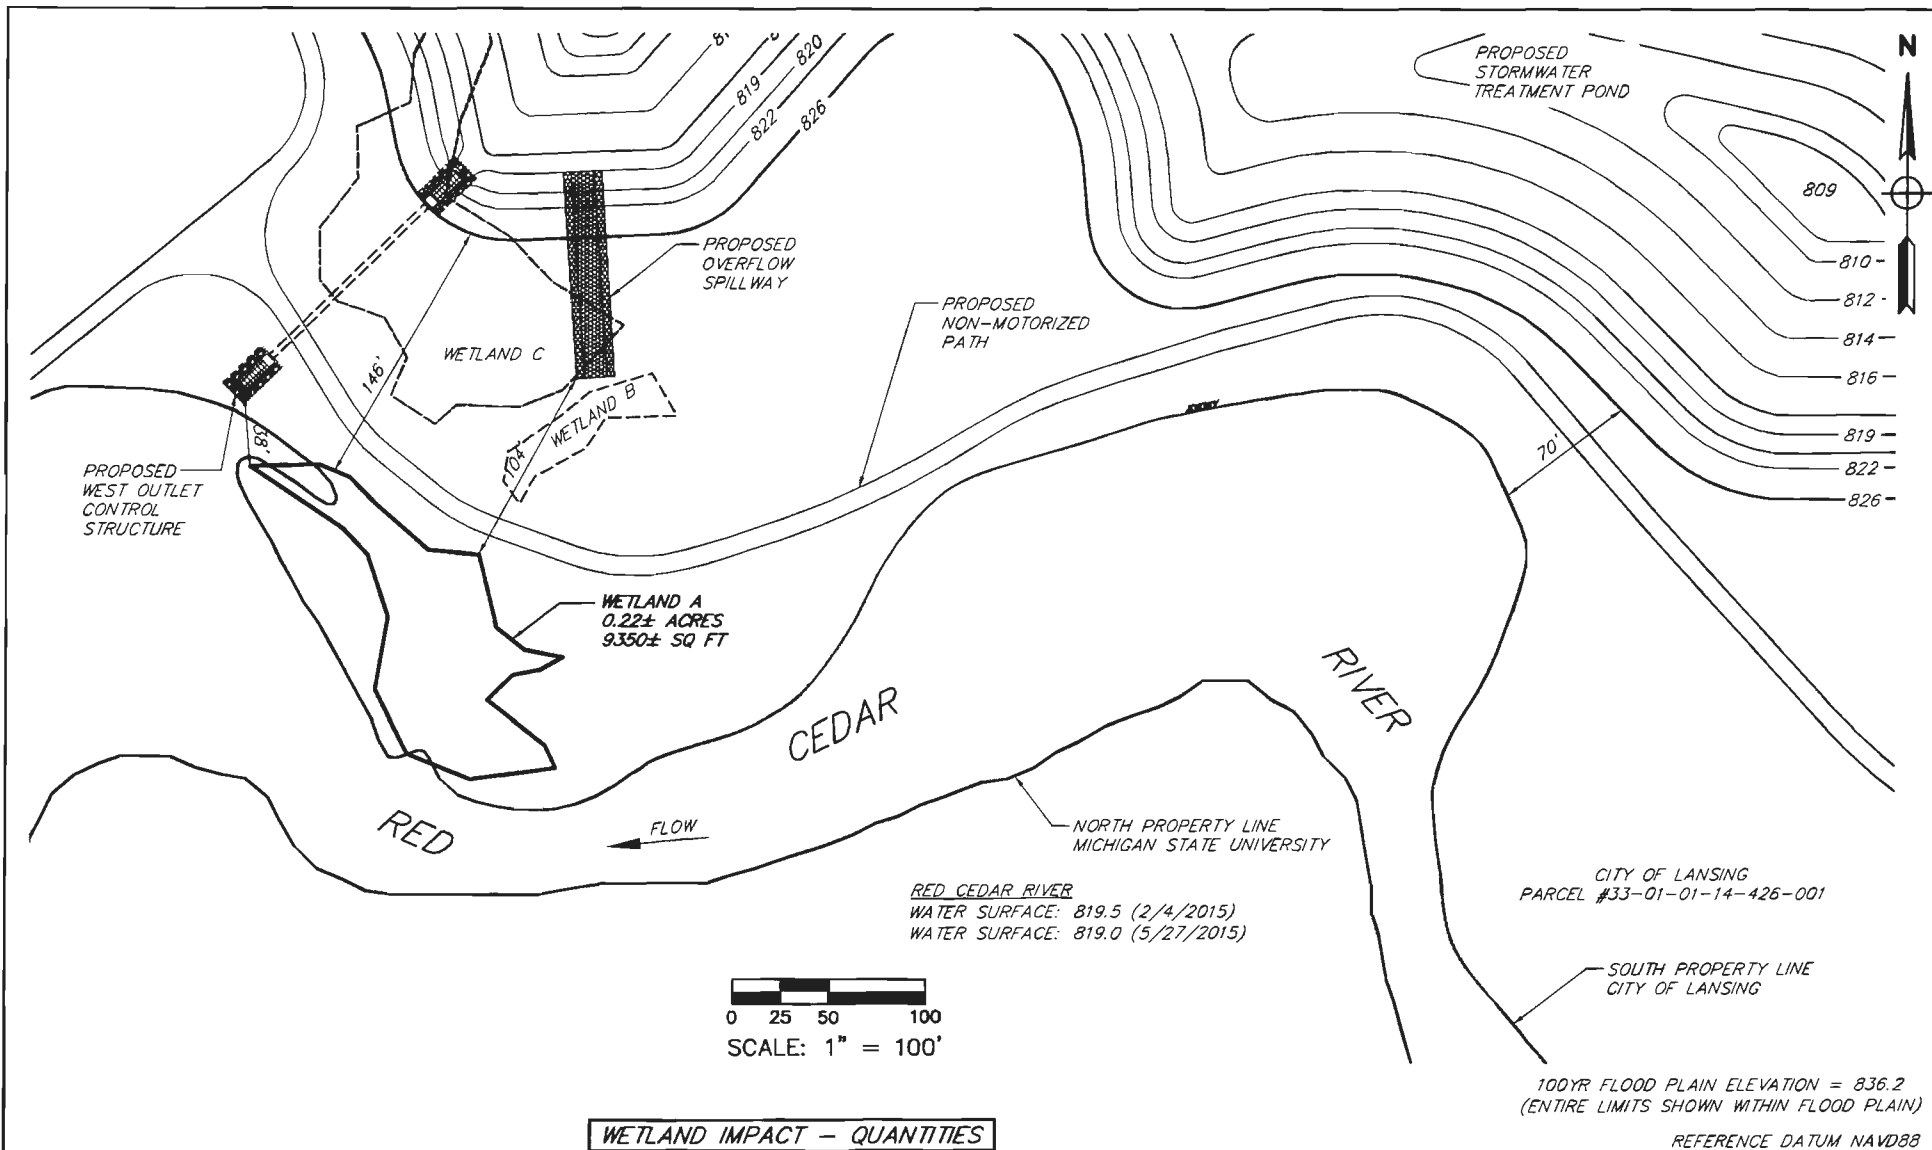 N
PROPOSED
STORMWATER
TREATMENT POND
820
819
822
826
809
810
812
814
816
819
822
826
PROPOSED
OVERFLOW
SPILLWAY
PROPOSED
NON-MOTORIZED
PATH
WETLAND C
146'
WETLAND B
104'
38'
70'
PROPOSED
WEST OUTLET
CONTROL
STRUCTURE
WETLAND A
0.22± ACRES
9350± SQ FT
RED
CEDAR
RIVER
FLOW
NORTH PROPERTY LINE
MICHIGAN STATE UNIVERSITY
CITY OF LANSING
PARCEL #33-01-01-14-426-001
RED CEDAR RIVER
WATER SURFACE: 819.5 (2/4/2015)
WATER SURFACE: 819.0 (5/27/2015)
SOUTH PROPERTY LINE
CITY OF LANSING
0 25 50 100
SCALE: 1" = 100'
100YR FLOOD PLAIN ELEVATION = 836.2
(ENTIRE LIMITS SHOWN WITHIN FLOOD PLAIN)
WETLAND IMPACT - QUANTITIES
REFERENCE DATUM NAVD88